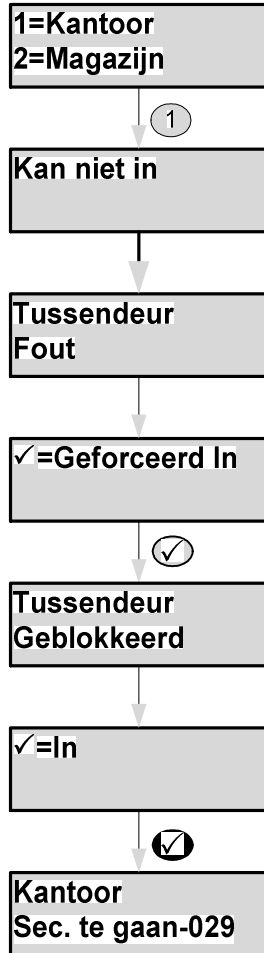 1=Kantoor
2=Magazijn
1
Kan niet in
Tussendeur
Fout
✓=Geforceerd In
✓
Tussendeur
Geblokkeerd
✓=In
✓
Kantoor
Sec. te gaan-029